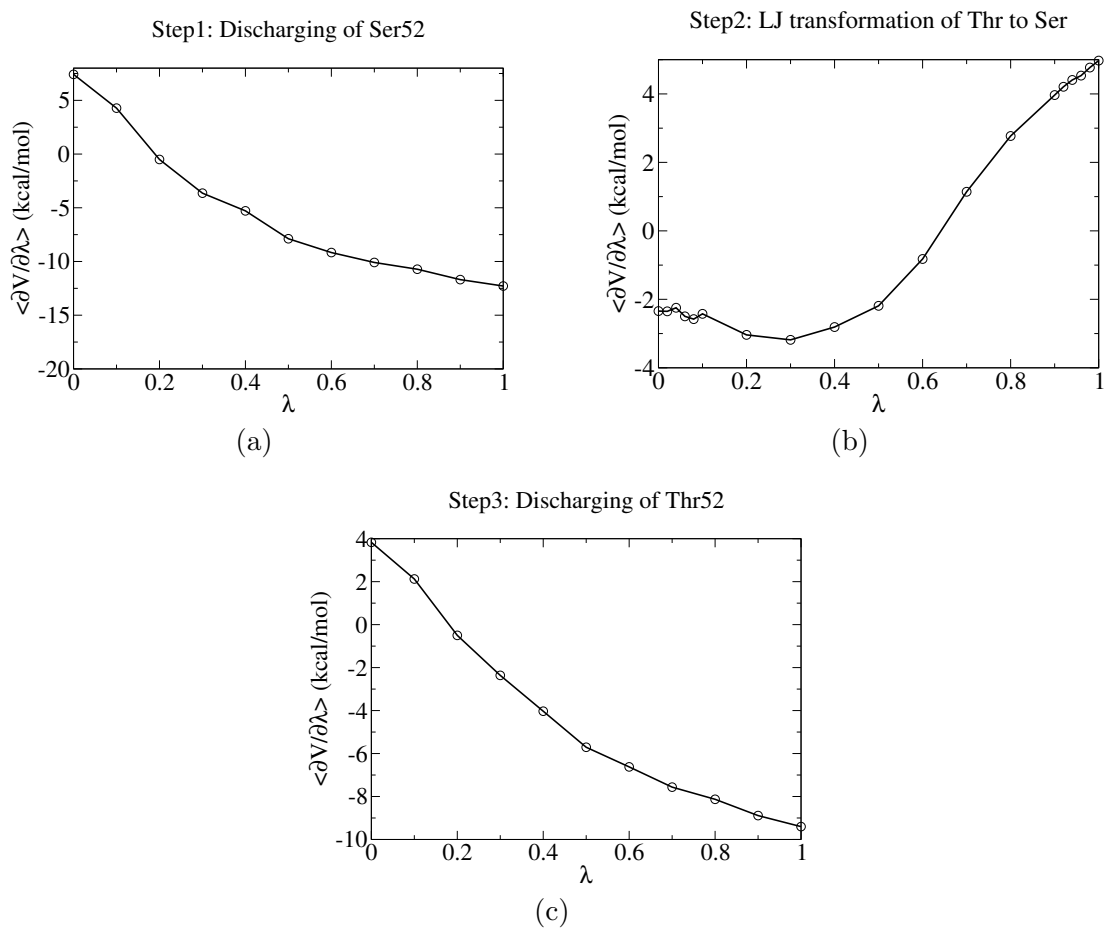 Step1: Discharging of Ser52
5
0
-5
-10
-15
-20
<∂V/∂λ> (kcal/mol)
0 0.2 0.4 0.6 0.8 1
λ
(a)
Step2: LJ transformation of Thr to Ser
4
2
0
-2
-4
<∂V/∂λ> (kcal/mol)
0 0.2 0.4 0.6 0.8 1
λ
(b)
Step3: Discharging of Thr52
4
2
0
-2
-4
-6
-8
-10
<∂V/∂λ> (kcal/mol)
0 0.2 0.4 0.6 0.8 1
λ
(c)